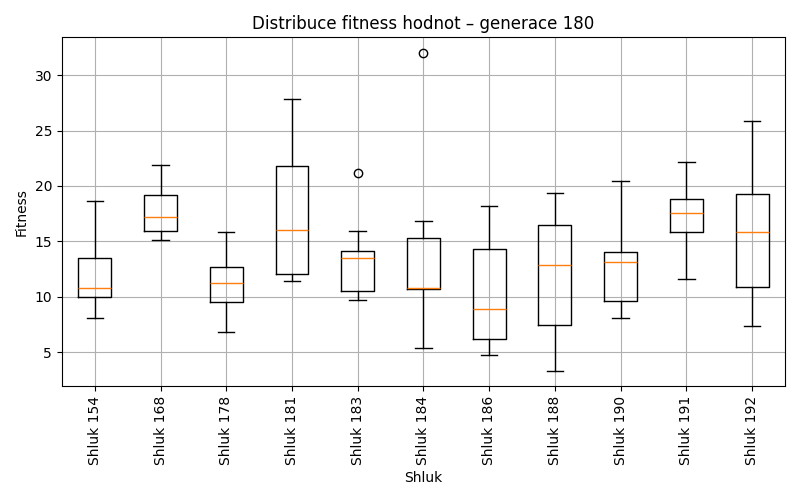 Distribuce fitness hodnot – generace 180
Fitness
30
25
20
15
10
5
Shluk 154
Shluk 168
Shluk 178
Shluk 181
Shluk 183
Shluk 184
Shluk 186
Shluk 188
Shluk 190
Shluk 191
Shluk 192
Shluk